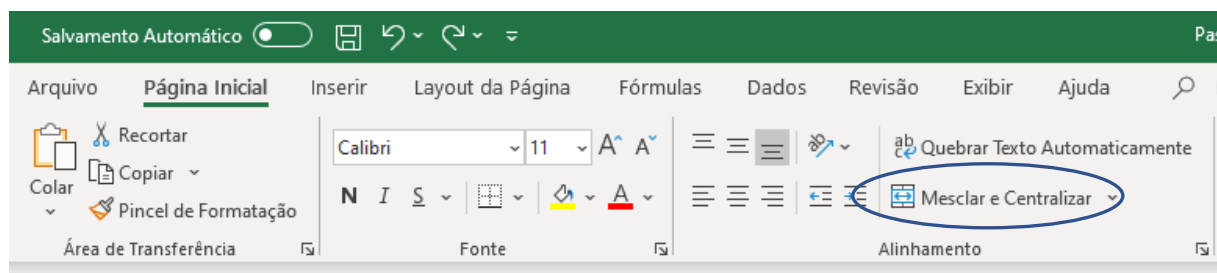 Salvamento Automático
Arquivo Página Inicial Inserir Layout da Página Fórmulas Dados Revisão Exibir Ajuda
Recortar
Copiar
Colar
Pincel de Formatação
Área de Transferência
Calibri 11 A A
N I S A
Fonte
ab Quebrar Texto Automaticamente
Mesclar e Centralizar
Alinhamento